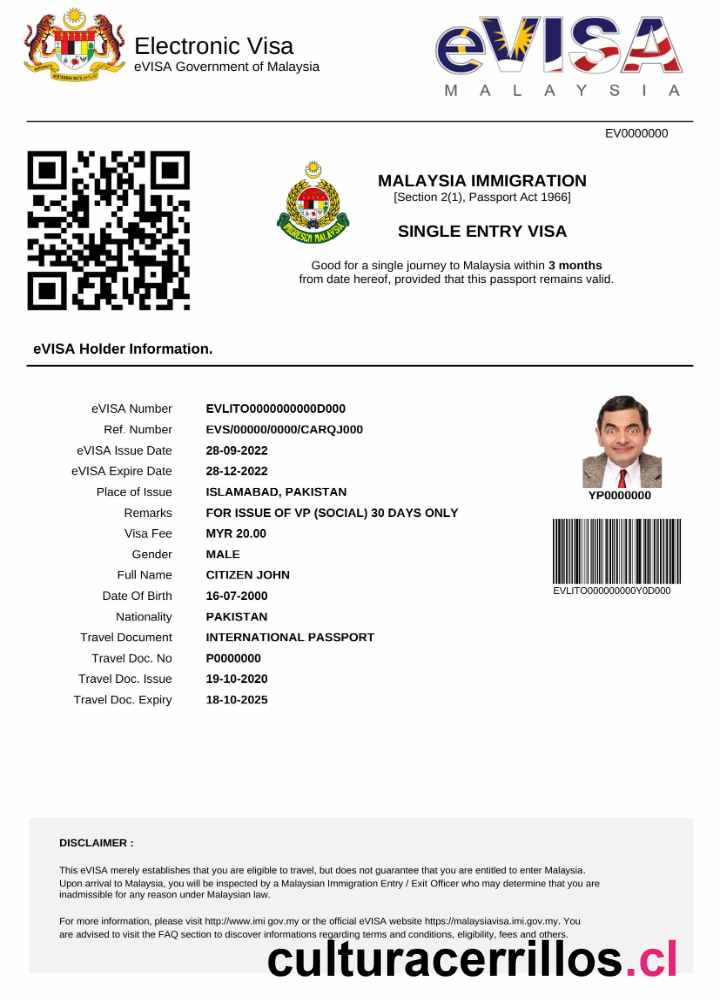 Electronic Visa
eVISA Government of Malaysia
eVISA
MALAYSIA
EV0000000
MALAYSIA IMMIGRATION
[Section 2(1), Passport Act 1966]
SINGLE ENTRY VISA
Good for a single journey to Malaysia within 3 months
from date hereof, provided that this passport remains valid.
eVISA Holder Information.
eVISA Number EVLITO0000000000D000
Ref. Number EVS/00000/0000/CARQJ000
eVISA Issue Date 28-09-2022
eVISA Expire Date 28-12-2022
Place of Issue ISLAMABAD, PAKISTAN
Remarks FOR ISSUE OF VP (SOCIAL) 30 DAYS ONLY
Visa Fee MYR 20.00
Gender MALE
Full Name CITIZEN JOHN
Date Of Birth 16-07-2000
Nationality PAKISTAN
Travel Document INTERNATIONAL PASSPORT
Travel Doc. No P0000000
Travel Doc. Issue 19-10-2020
Travel Doc. Expiry 18-10-2025
YP0000000
EVLITO000000000Y0D000
DISCLAIMER :
This eVISA merely establishes that you are eligible to travel, but does not guarantee that you are entitled to enter Malaysia.
Upon arrival to Malaysia, you will be inspected by a Malaysian Immigration Entry / Exit Officer who may determine that you are
inadmissible for any reason under Malaysian law.
For more information, please visit http://www.imi gov.my or the official eVISA website https://malaysiavisa.imi.gov.my. You
are advised to visit the FAQ section to discover informations regarding terms and conditions, eligibility, fees and others.
culturacerrillos.cl